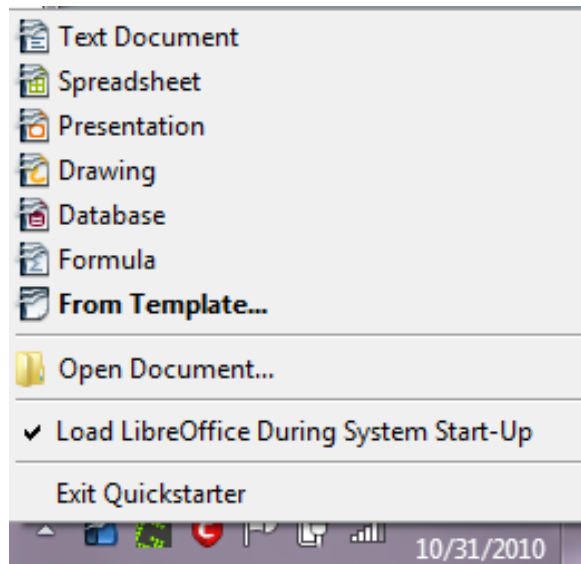 Text Document
Spreadsheet
Presentation
Drawing
Database
Formula
From Template...
Open Document...
Load LibreOffice During System Start-Up
Exit Quickstarter
10/31/2010